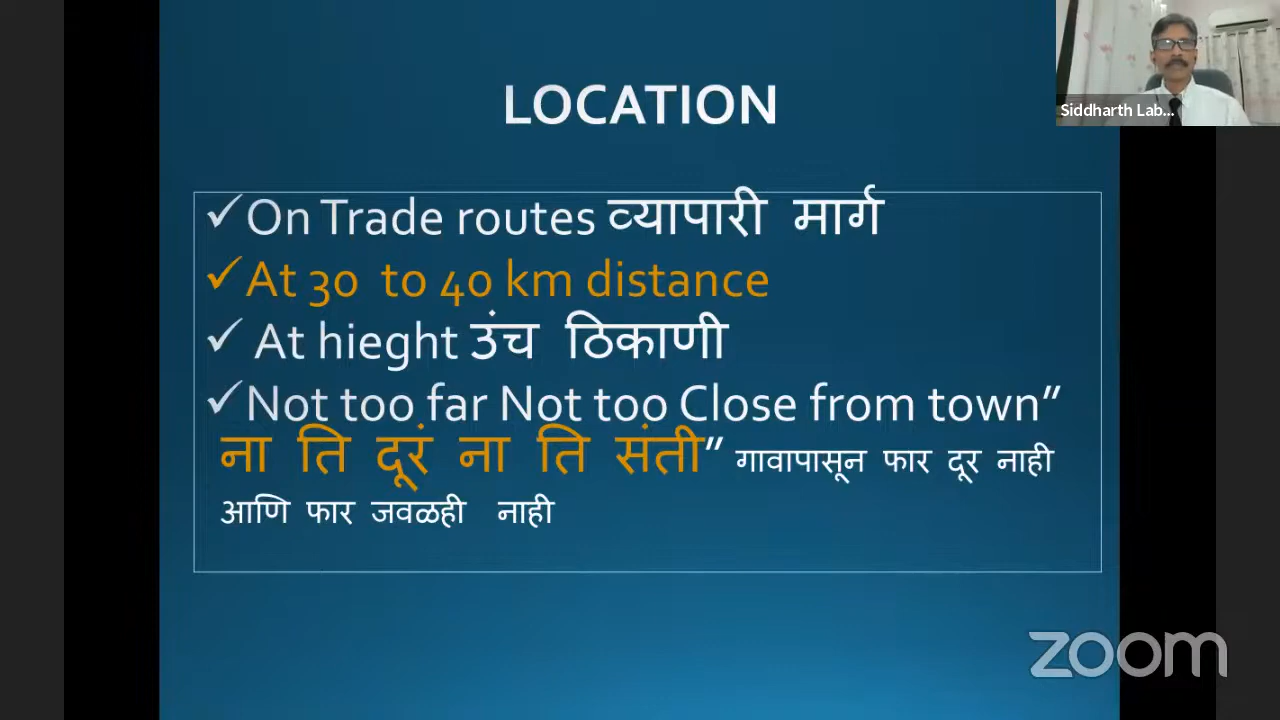 LOCATION
Siddharth Lab...
✓On Trade routes व्यापारी मार्ग
✓At 30 to 40 km distance
✓ At hieght उंच ठिकाणी
✓Not too far Not too Close from town”
ना ति दूरं ना ति संती” गावापासून फार दूर नाही
आणि फार जवळही नाही
zoom